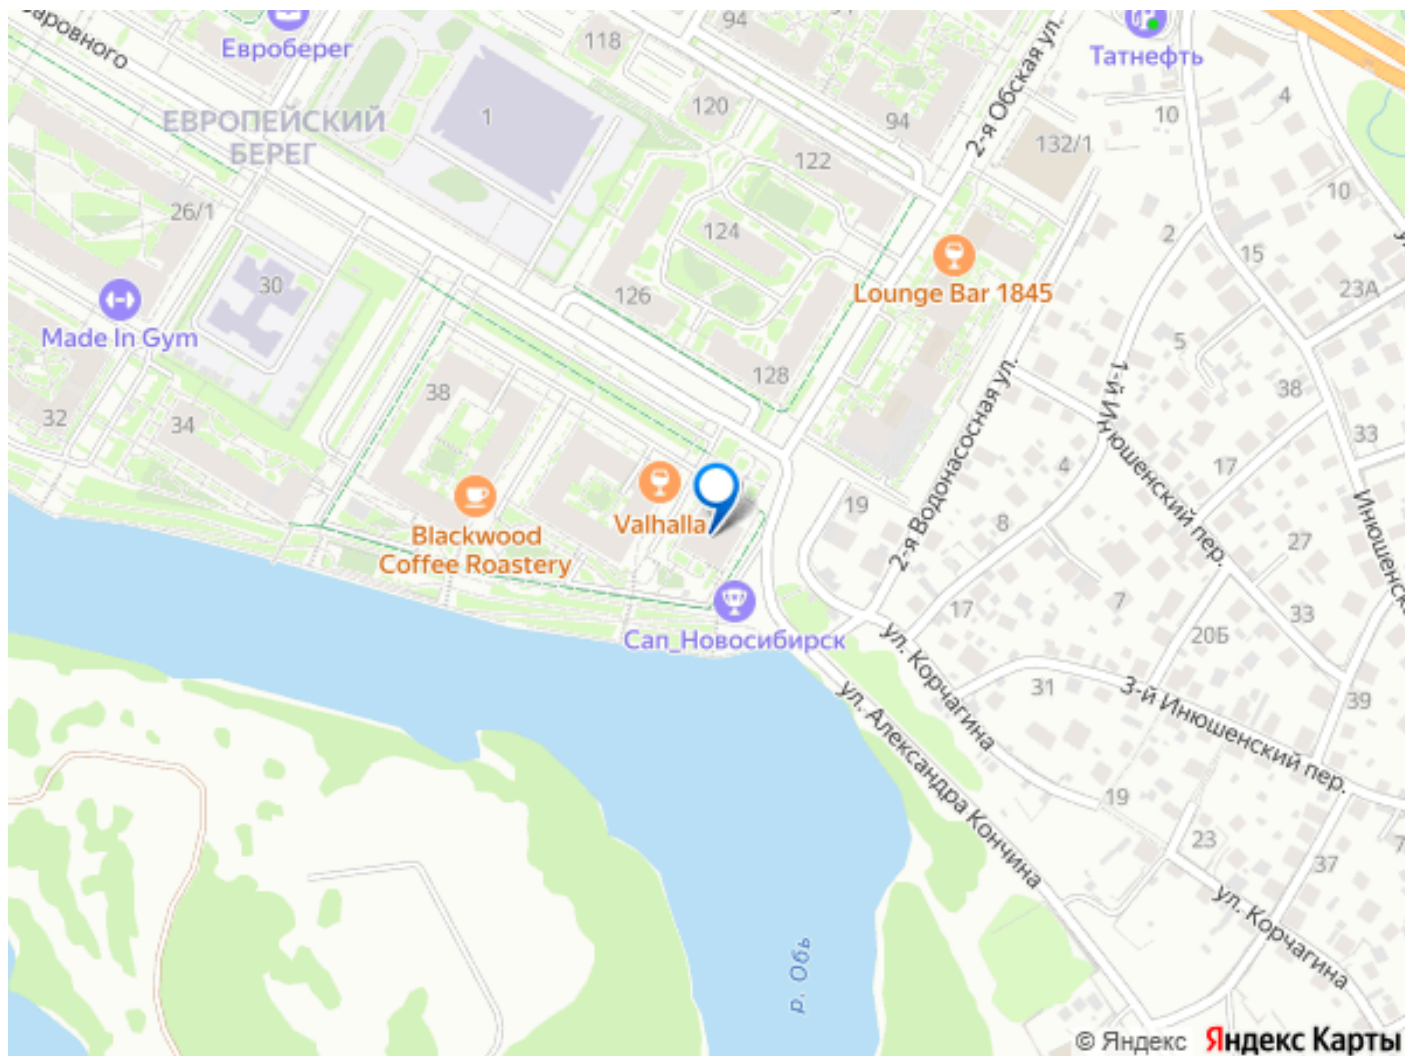 94
Евроберег
118
Татнефть
2-я Обская ул.
ЕВРОПЕЙСКИЙ
БЕРЕГ
1
120
94
10
4
132/1
122
10
26/1
124
2
15
30
126
Lounge Bar 1845
23А
Made In Gym
5
38
128
38
1-й Инюшенский пер.
32
34
33
2-я Водонасосная ул.
4
17
Valhalla
19
8
27
Blackwood
Coffee Roastery
17
7
33
20Б
Сап_Новосибирск
ул. Корчагина
31
3-й Инюшенский пер.
39
ул. Александра Кончина
19
23
37
7
ул. Корчагина
р. Обь
© Яндекс Яндекс Карты